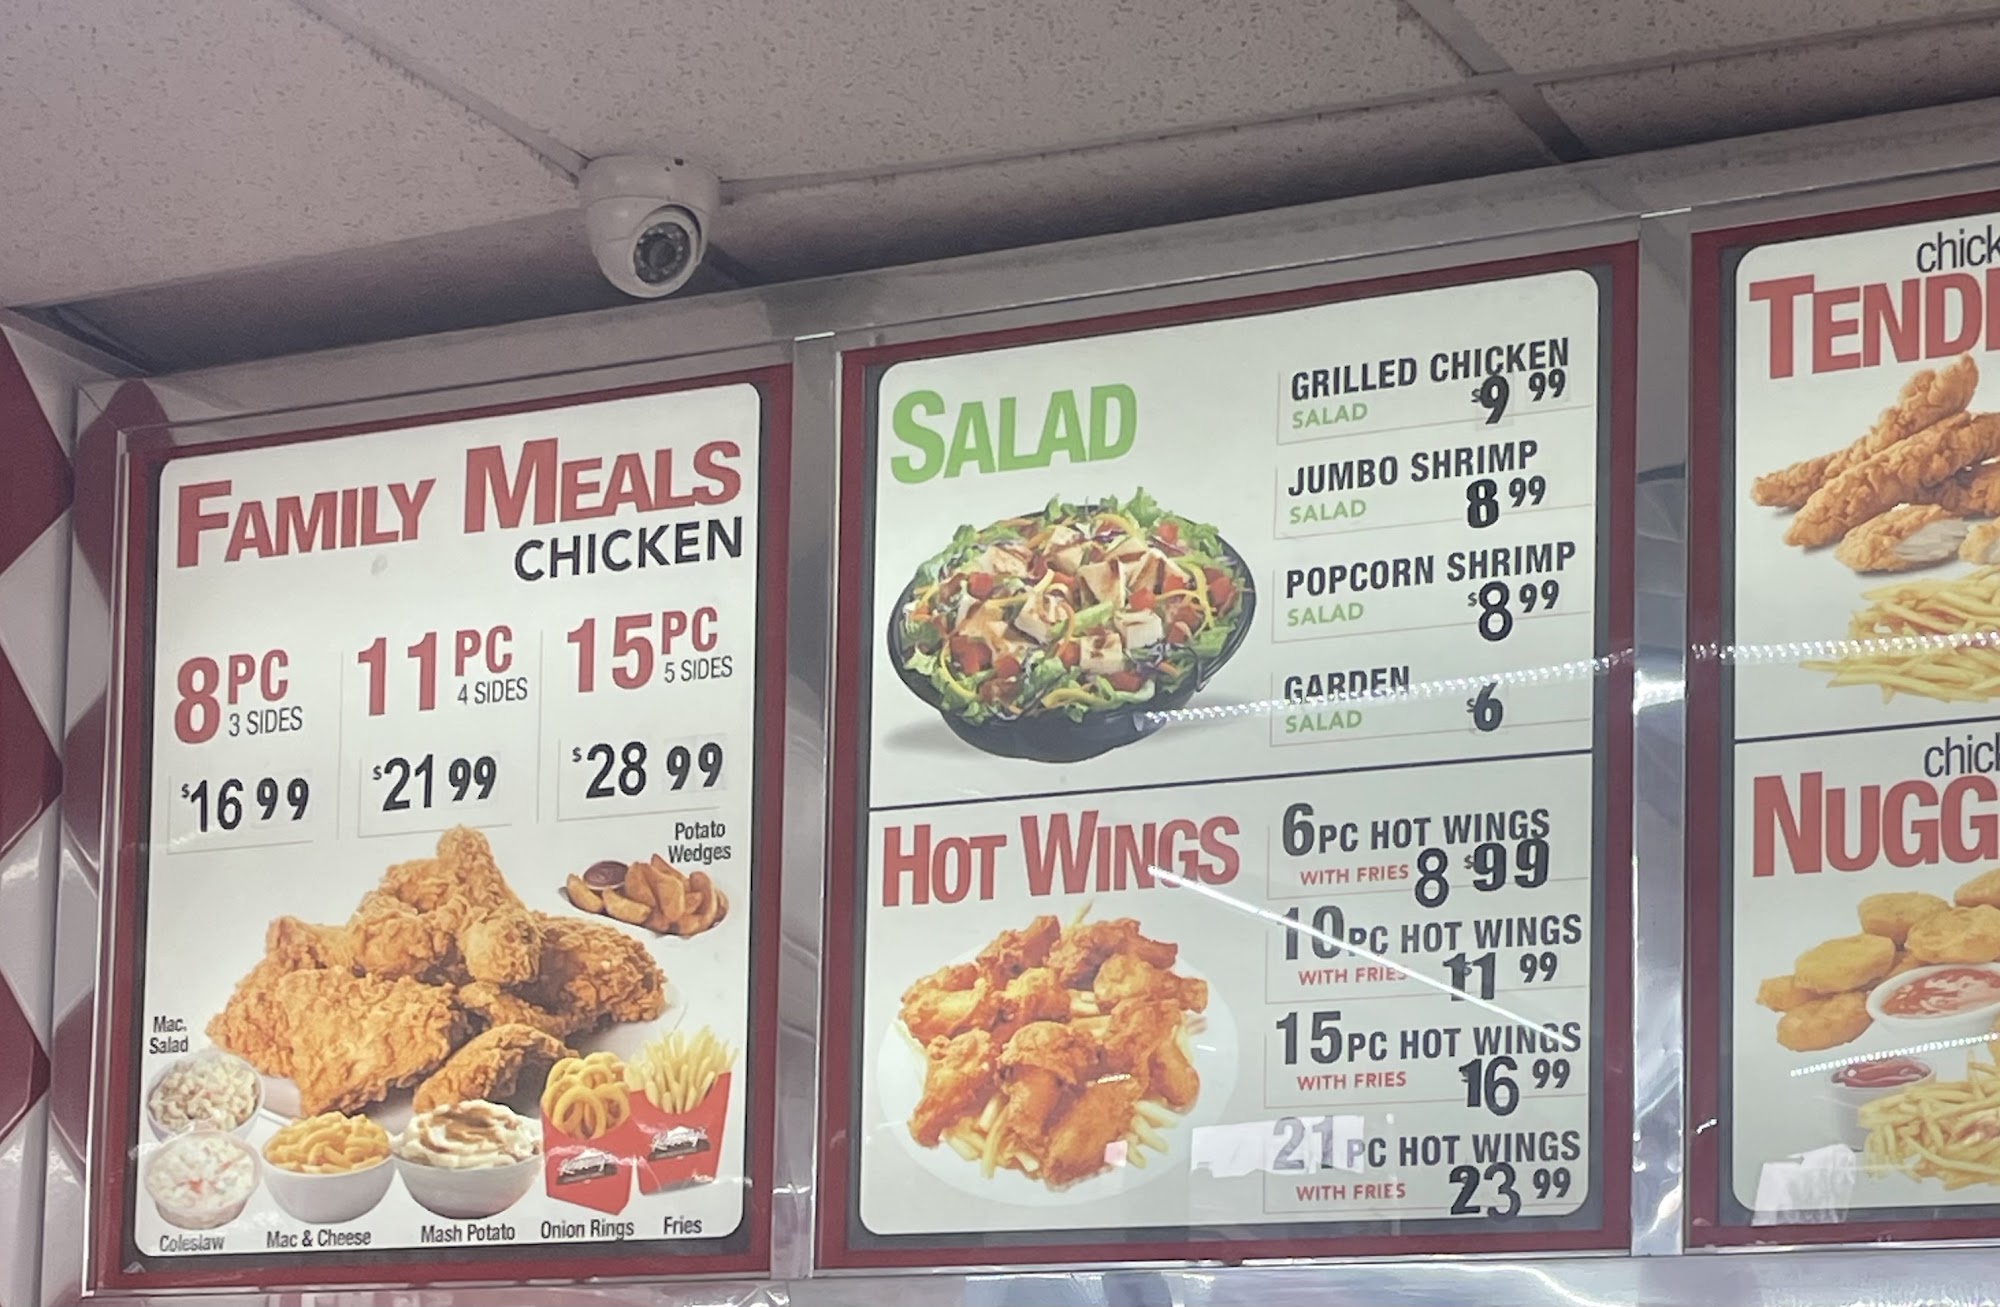 FAMILY MEALS
CHICKEN
8 PC
3 SIDES
$16 99
11 PC
4 SIDES
$21 99
15 PC
5 SIDES
$28 99
Potato
Wedges
Mac.
Salad
Coleslaw
Mac & Cheese
Mash Potato
Onion Rings
Fries
SALAD
GRILLED CHICKEN
SALAD $9 99
JUMBO SHRIMP
SALAD 8 99
POPCORN SHRIMP
SALAD $8 99
GARDEN
SALAD $6
HOT WINGS
6PC HOT WINGS
WITH FRIES 8 $99
10PC HOT WINGS
WITH FRIES $11 99
15PC HOT WINGS
WITH FRIES 16 99
21 PC HOT WINGS
WITH FRIES 23 99
chick
TENDE
chick
NUGG